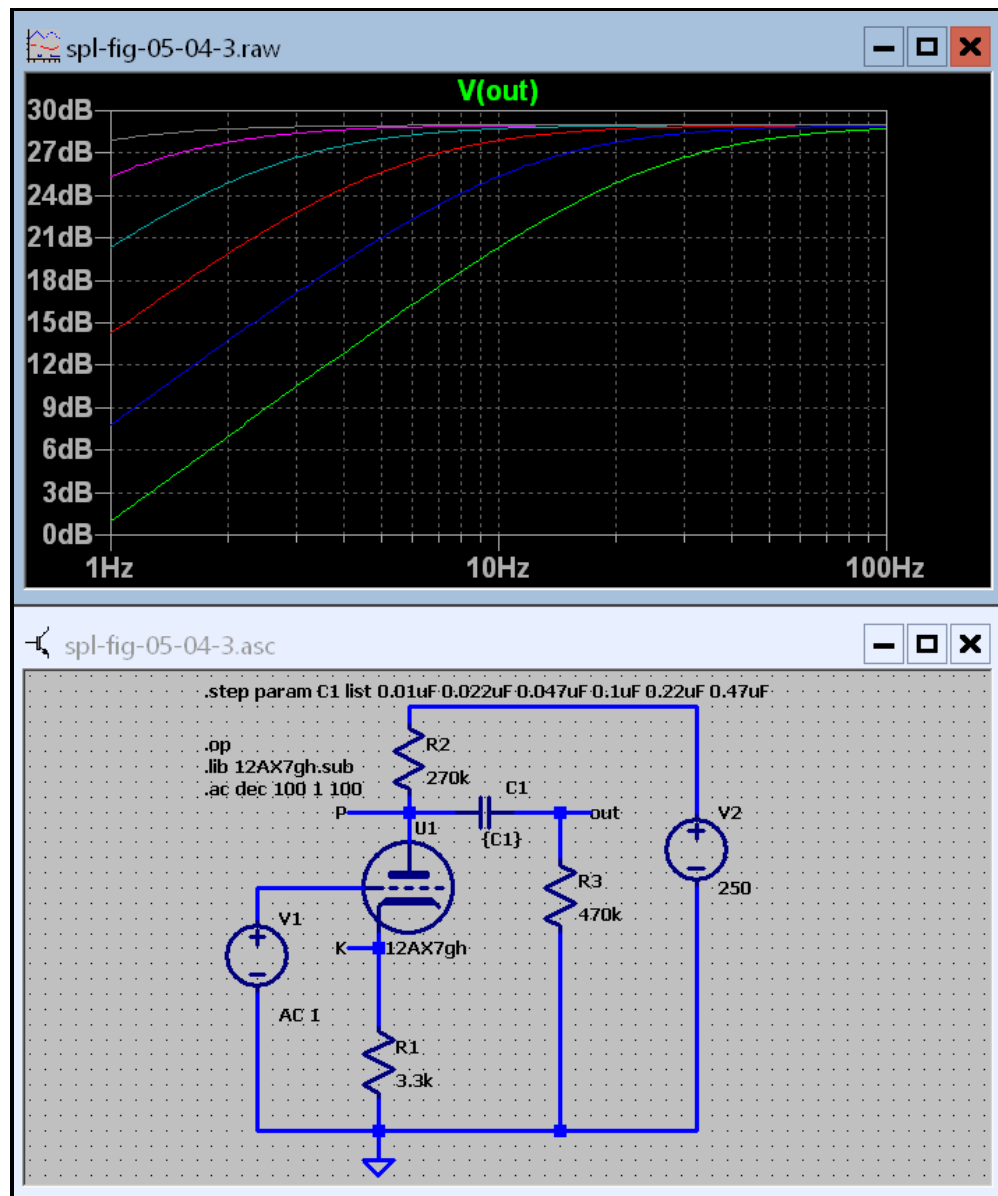 spl-fig-05-04-3.raw
V(out)
30dB
27dB
24dB
21dB
18dB
15dB
12dB
9dB
6dB
3dB
0dB
1Hz 10Hz 100Hz
spl-fig-05-04-3.asc
.step param C1 list 0.01uF 0.022uF 0.047uF 0.1uF 0.22uF 0.47uF
.op
.lib 12AX7gh.sub
.ac dec 100 1 100
R2
270k
C1
{C1}
P
out
U1
V2
250
R3
470k
V1
AC 1
K
12AX7gh
R1
3.3k